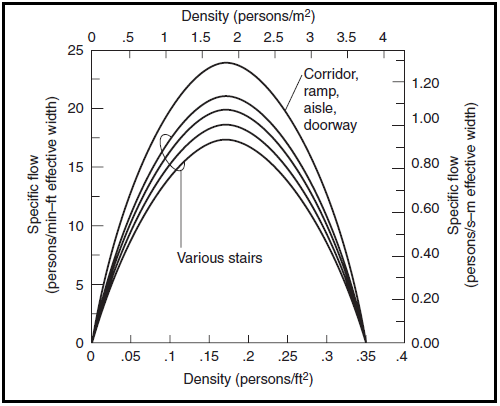 Density (persons/m²)
0 .5 1 1.5 2 2.5 3 3.5 4
25
20
15
10
5
0
Specific flow
(persons/min–ft effective width)
Corridor,
ramp,
aisle,
doorway
Various stairs
1.20
1.00
0.80
0.60
0.40
0.20
0.00
Specific flow
(persons/s–m effective width)
0 .05 .1 .15 .2 .25 .3 .35 .4
Density (persons/ft²)